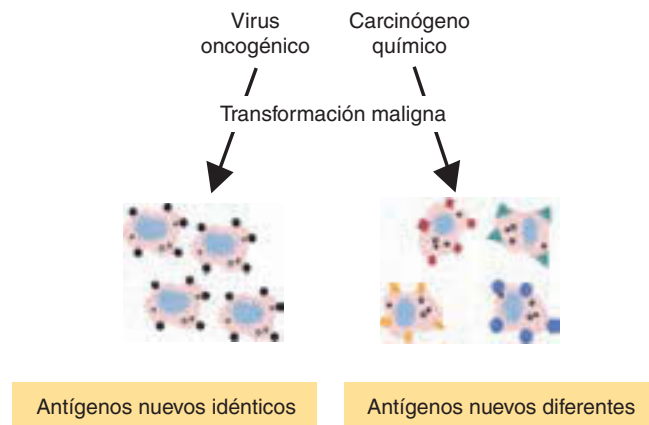 Virus
oncogénico
Carcinógeno
químico
Transformación maligna
Antígenos nuevos idénticos
Antígenos nuevos diferentes